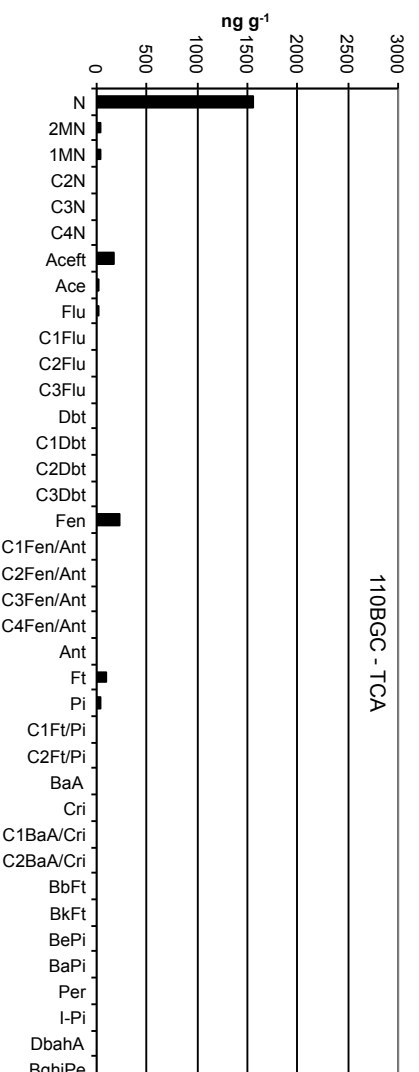 ng g-1
0
500
1000
1500
2000
2500
3000
N
2MN
1MN
C2N
C3N
C4N
Aceft
Ace
Flu
C1Flu
C2Flu
C3Flu
Dbt
C1Dbt
C2Dbt
C3Dbt
Fen
C1Fen/Ant
C2Fen/Ant
C3Fen/Ant
C4Fen/Ant
Ant
Ft
Pi
C1Ft/Pi
C2Ft/Pi
BaA
Cri
C1BaA/Cri
C2BaA/Cri
BbFt
BkFt
BePi
BaPi
Per
I-Pi
DbahA
BghiPe
110BGC - TCA